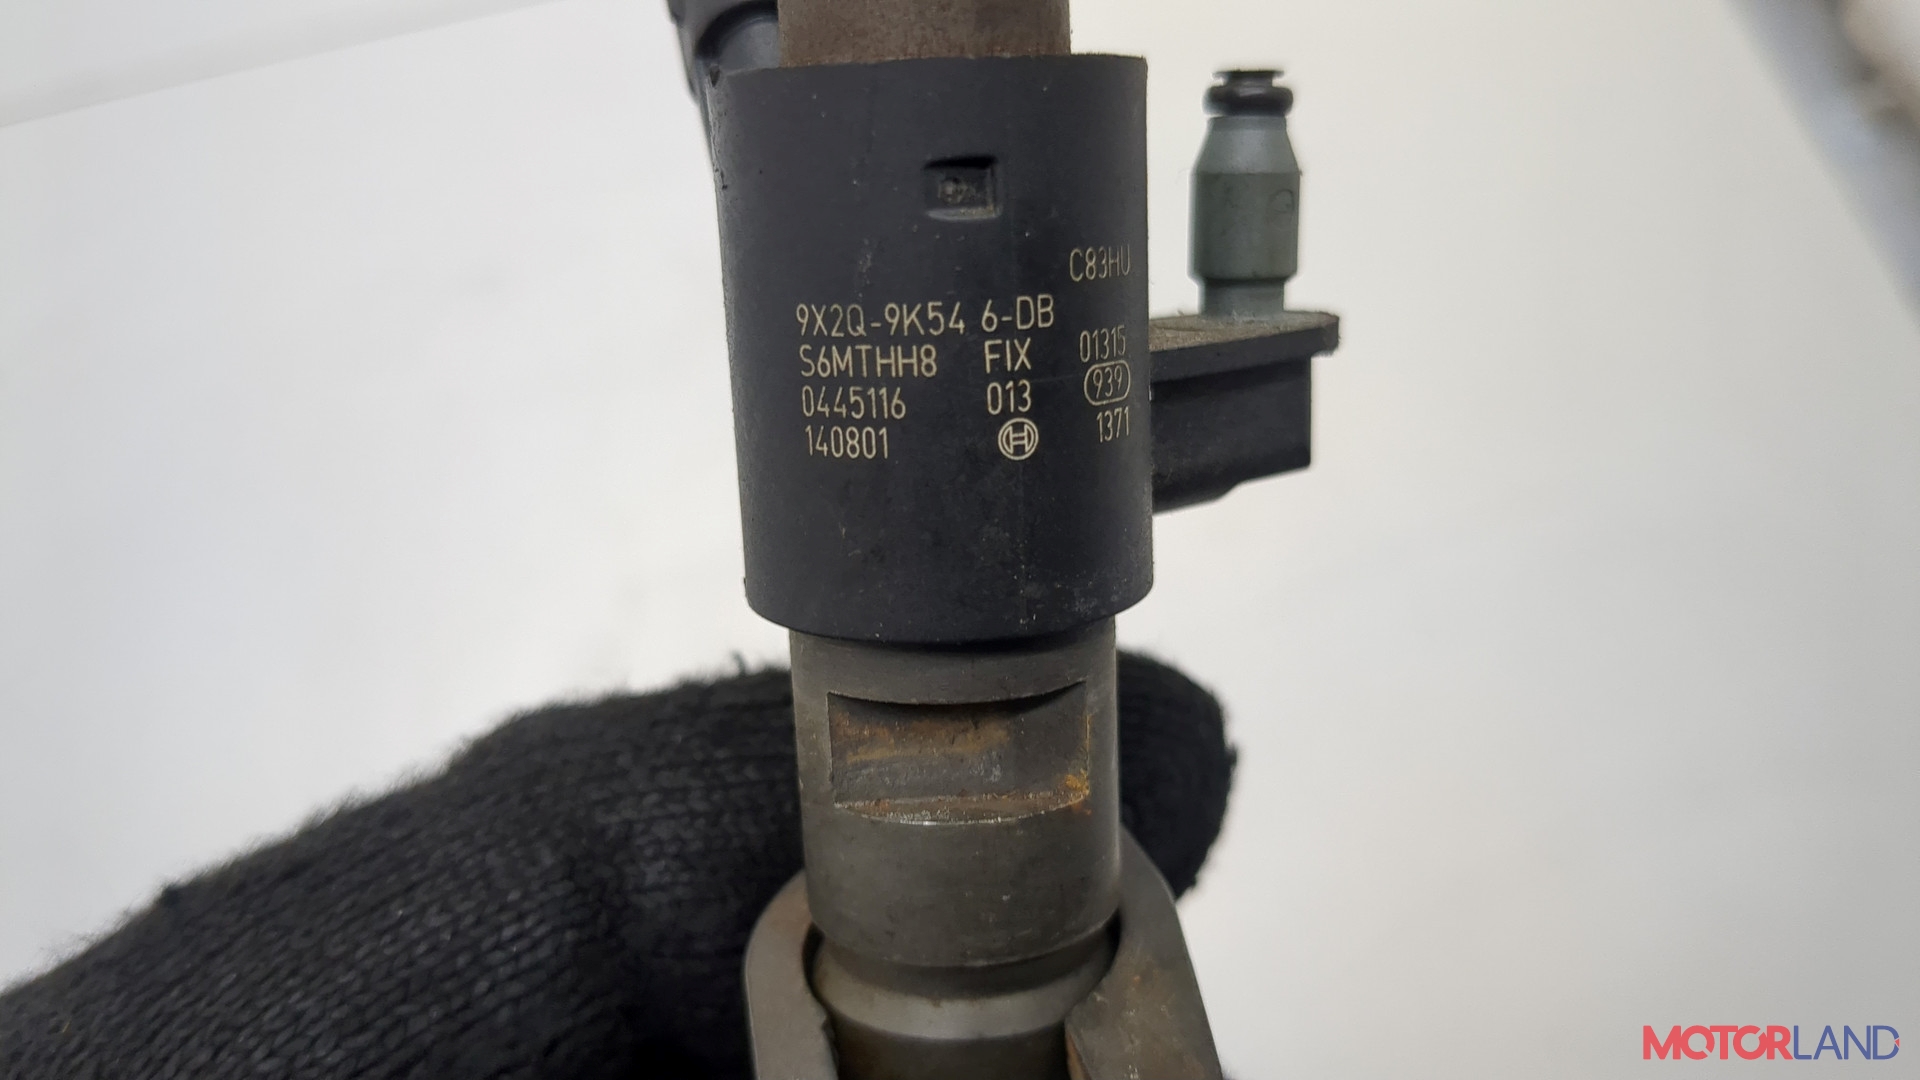 C83HU
9X2Q-9K54 6-DB
S6MTHH8 FIX 01315
0445116 013 939
140801 1371
MOTORLAND